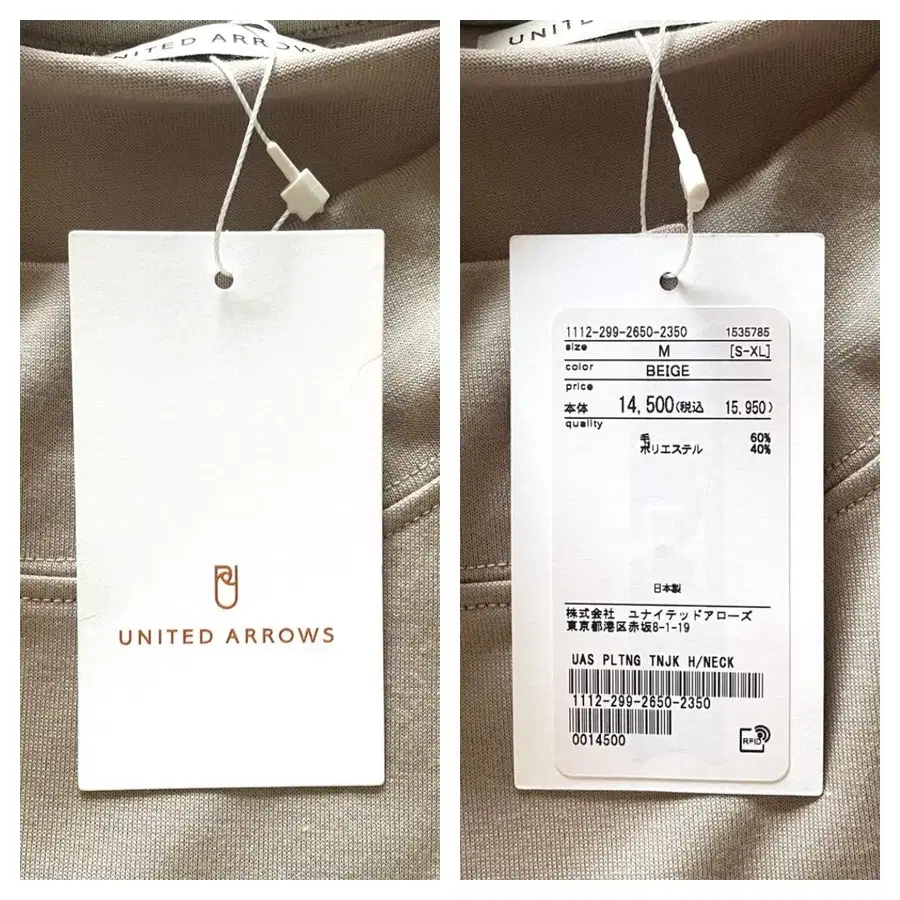 UNITED ARROWS
UNITED ARROWS
1112-299-2650-2350 1535785
size M [S-XL]
color BEIGE
price
本体 14,500(税込 15,950)
quality
毛 60%
ポリエステル 40%
日本製
株式会社 ユナイテッドアローズ
東京都港区赤坂8-1-19
UAS PLTNG TNJK H/NECK
1112-299-2650-2350
0014500
RFID